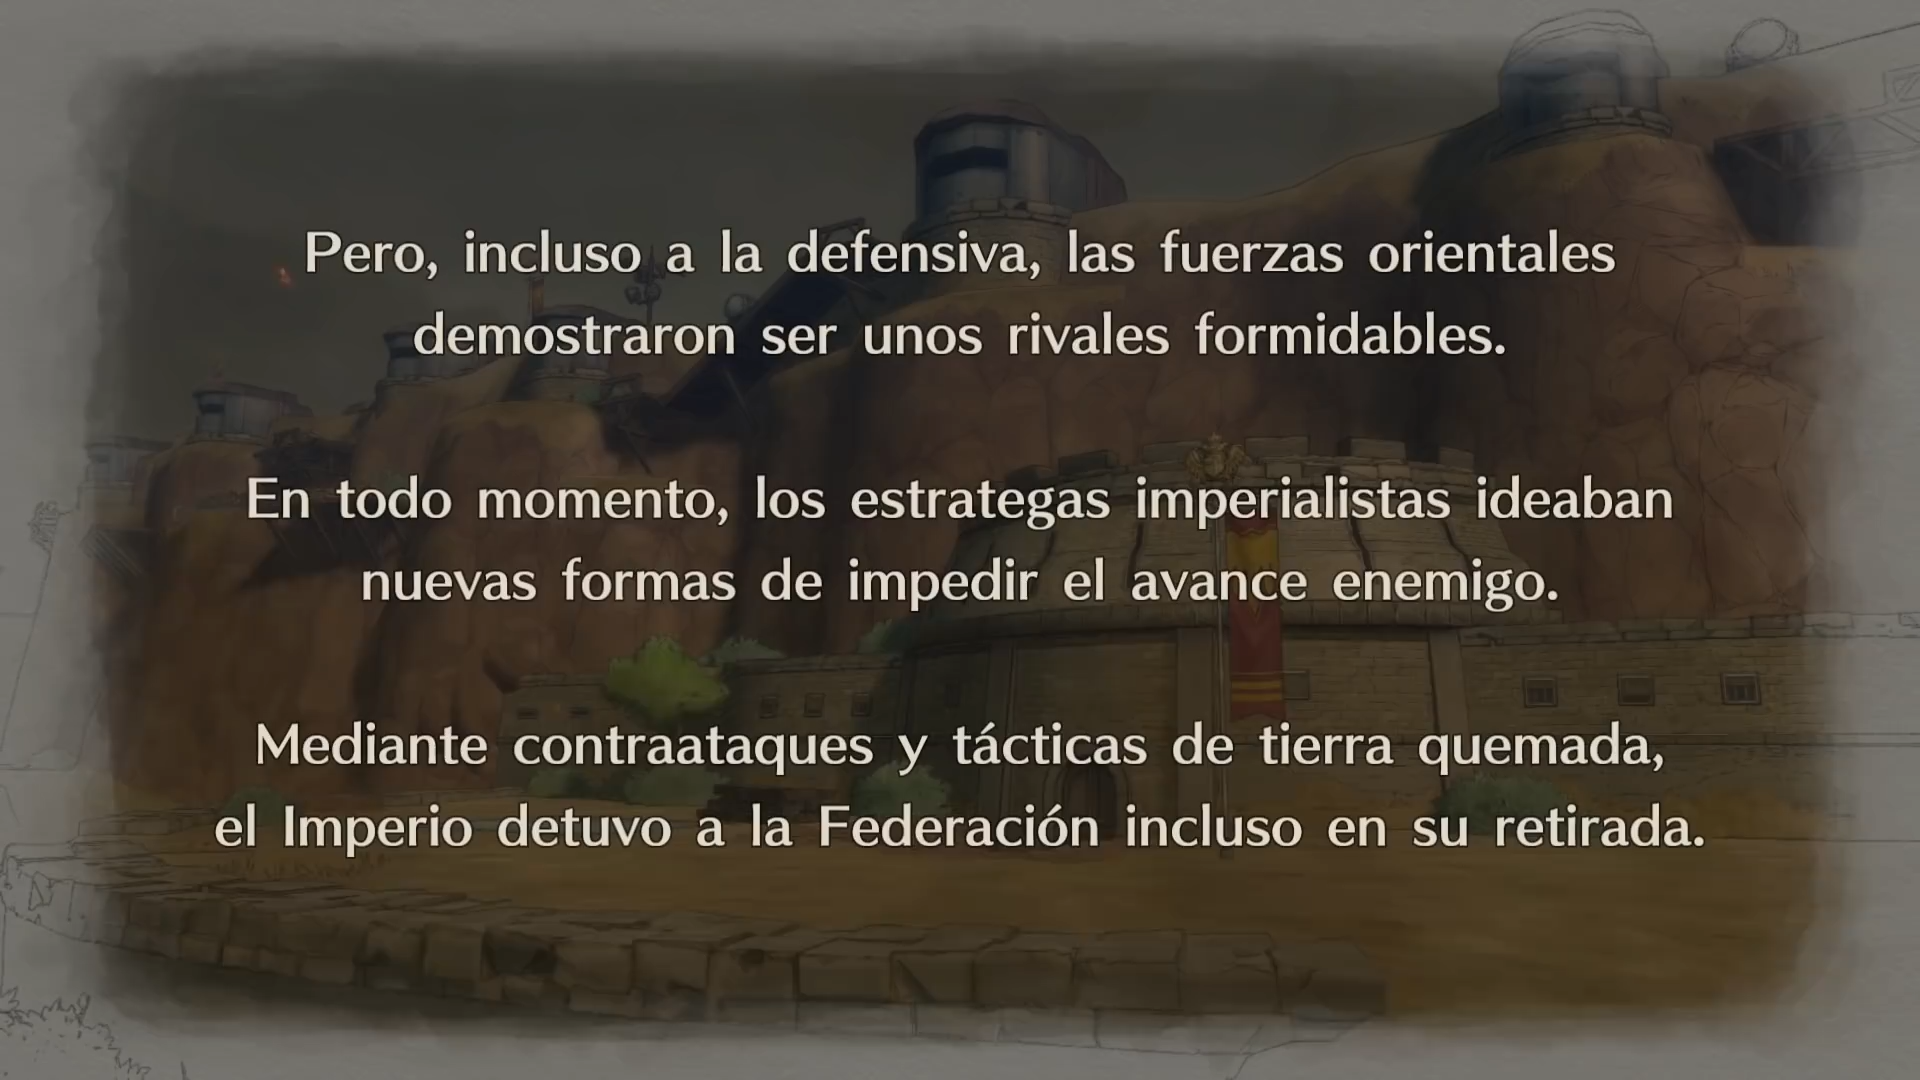 Pero, incluso a la defensiva, las fuerzas orientales
demostraron ser unos rivales formidables.
En todo momento, los estrategas imperialistas ideaban
nuevas formas de impedir el avance enemigo.
Mediante contraataques y tácticas de tierra quemada,
el Imperio detuvo a la Federación incluso en su retirada.